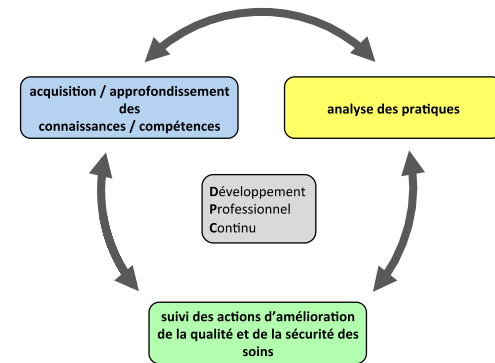 acquisition / approfondissement
des
connaissances / compétences
analyse des pratiques
Développement
Professionnel
Continu
suivi des actions d’amélioration
de la qualité et de la sécurité des
soins